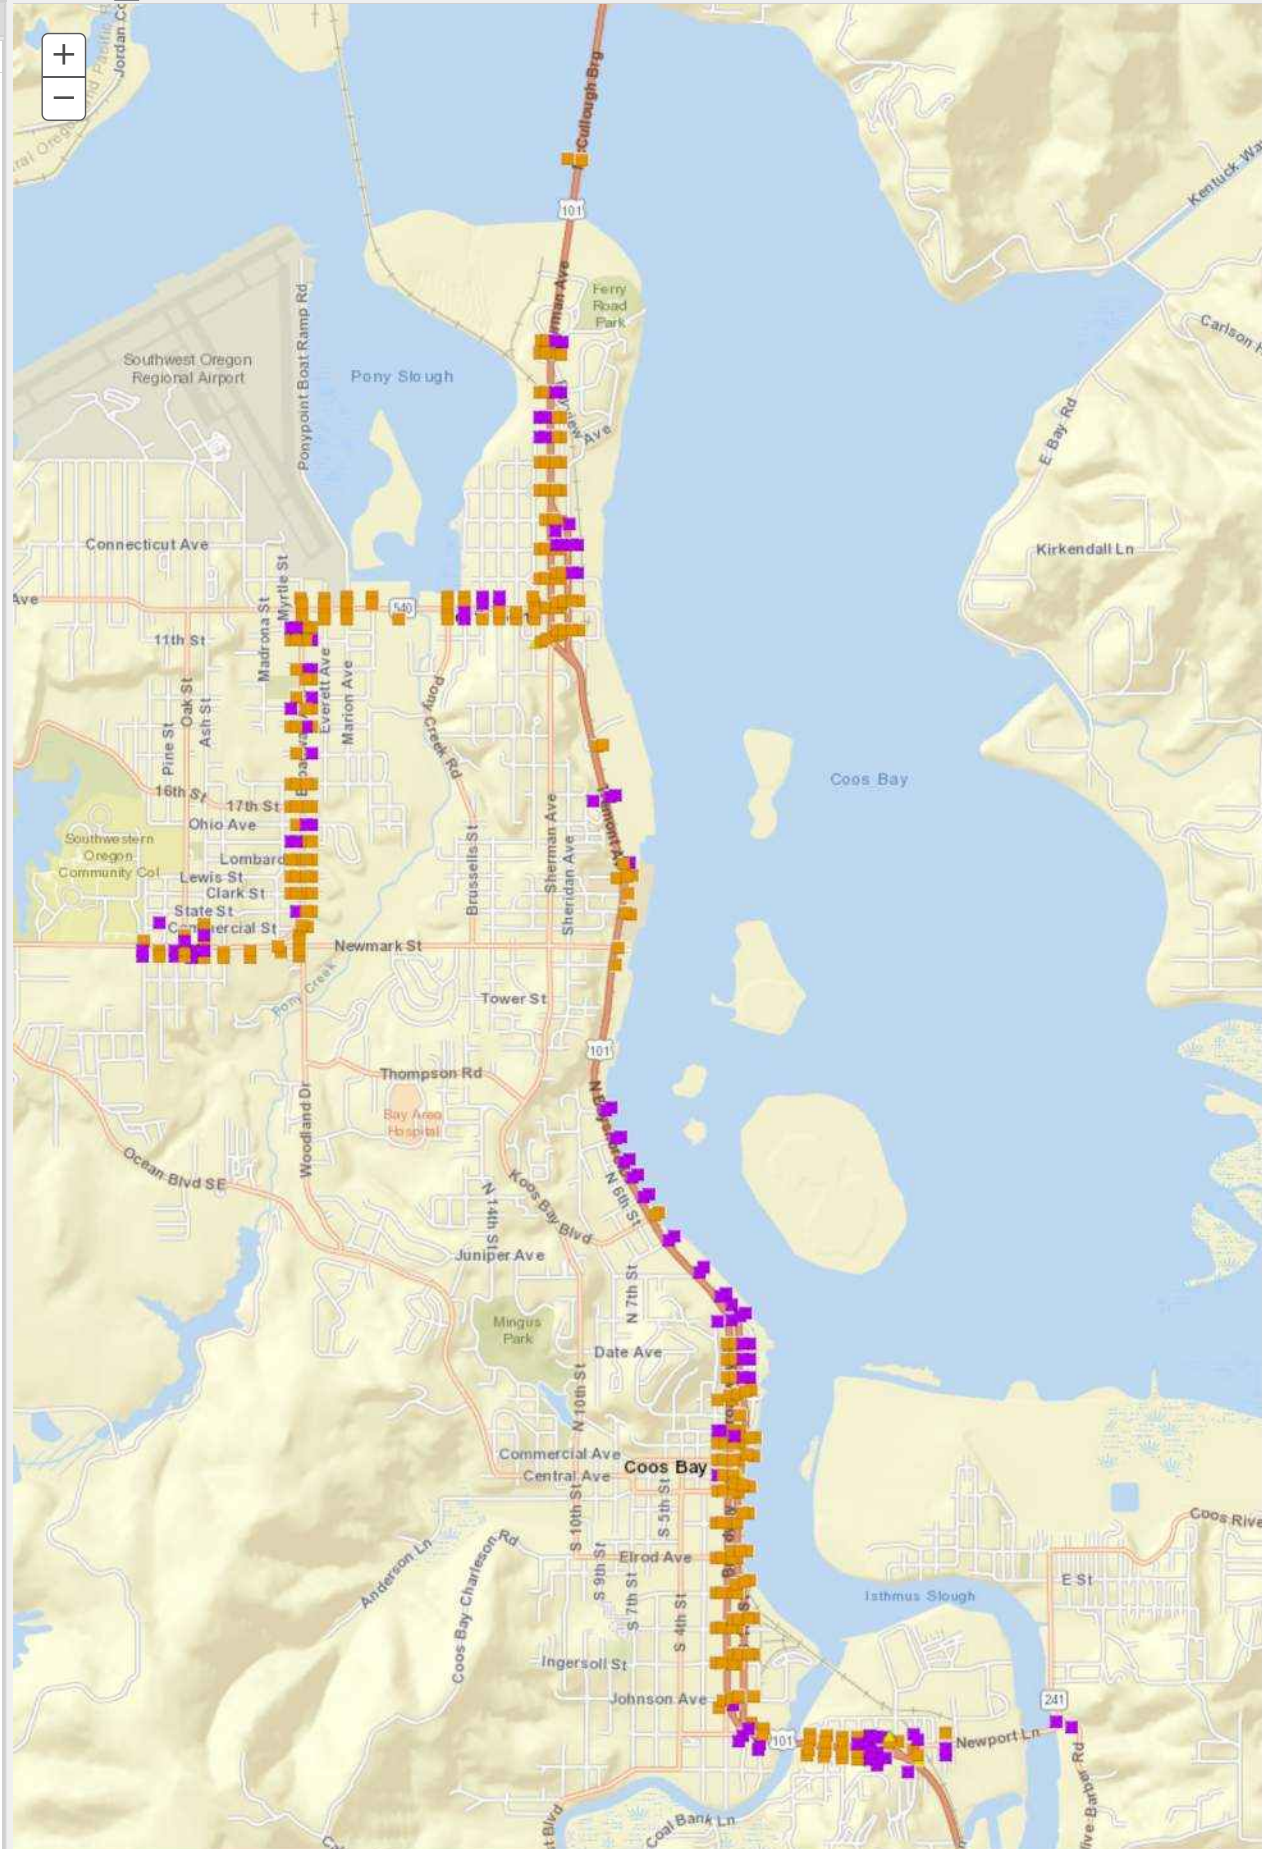 +
−
Jordan Co
101
Kentuck Wa
Ferry
Road
Park
Carlson H
Southwest Oregon
Regional Airport
Pony Slough
Ponypoint Boat Ramp Rd
Ave
E Bay Rd
Connecticut Ave
Kirkendall Ln
Myrtle St
Ave
540
Madrona St
11th St
Everett Ave
Marion Ave
Oak St
Ash St
Pine St
Pony Creek Rd
Coos Bay
16th St
17th St
Ohio Ave
Sherman Ave
Sheridan Ave
Brussells St
Southwestern
Oregon
Community Col
Lombard
Lewis St
Clark St
State St
Newmark St
Pony Creek
Tower St
101
Thompson Rd
Bay Area
Hospital
Woodland Dr
Ocean Blvd SE
N 14th St
Koos Bay Blvd
N 6th St
Juniper Ave
N 7th St
Mingus
Park
Date Ave
N 10th St
Commercial Ave
Coos Bay
Central Ave
S 10th St
S 5th St
Coos Rive
Anderson Ln
Coos Bay Charleson Rd
Elrod Ave
S 9th St
S 7th St
S 4th St
E St
Isthmus Slough
Ingersoll St
Johnson Ave
241
101
Newport Ln
Coal Bank Ln